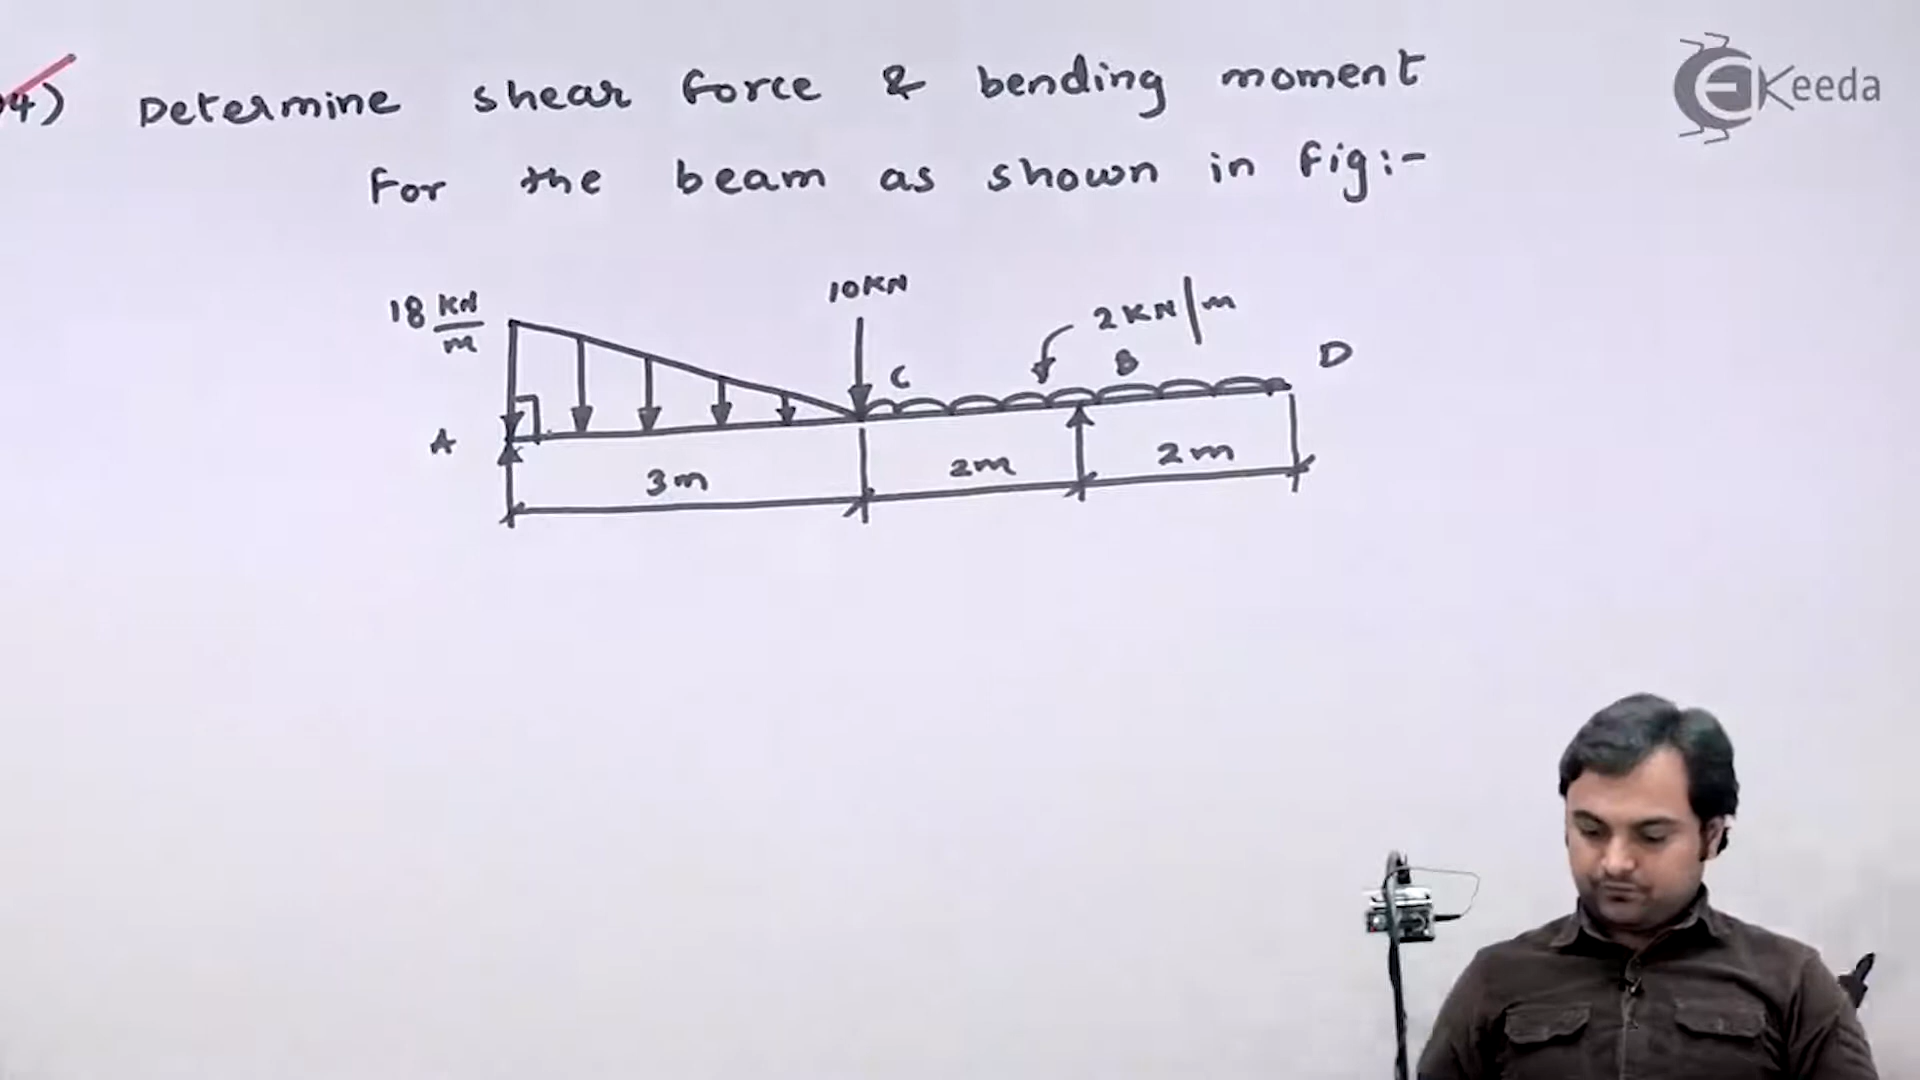 4) Determine shear force & bending moment
for the beam as shown in fig:-
EKeeda
18 KN/m
10KN
2KN/m
A
C
B
D
3m
2m
2m